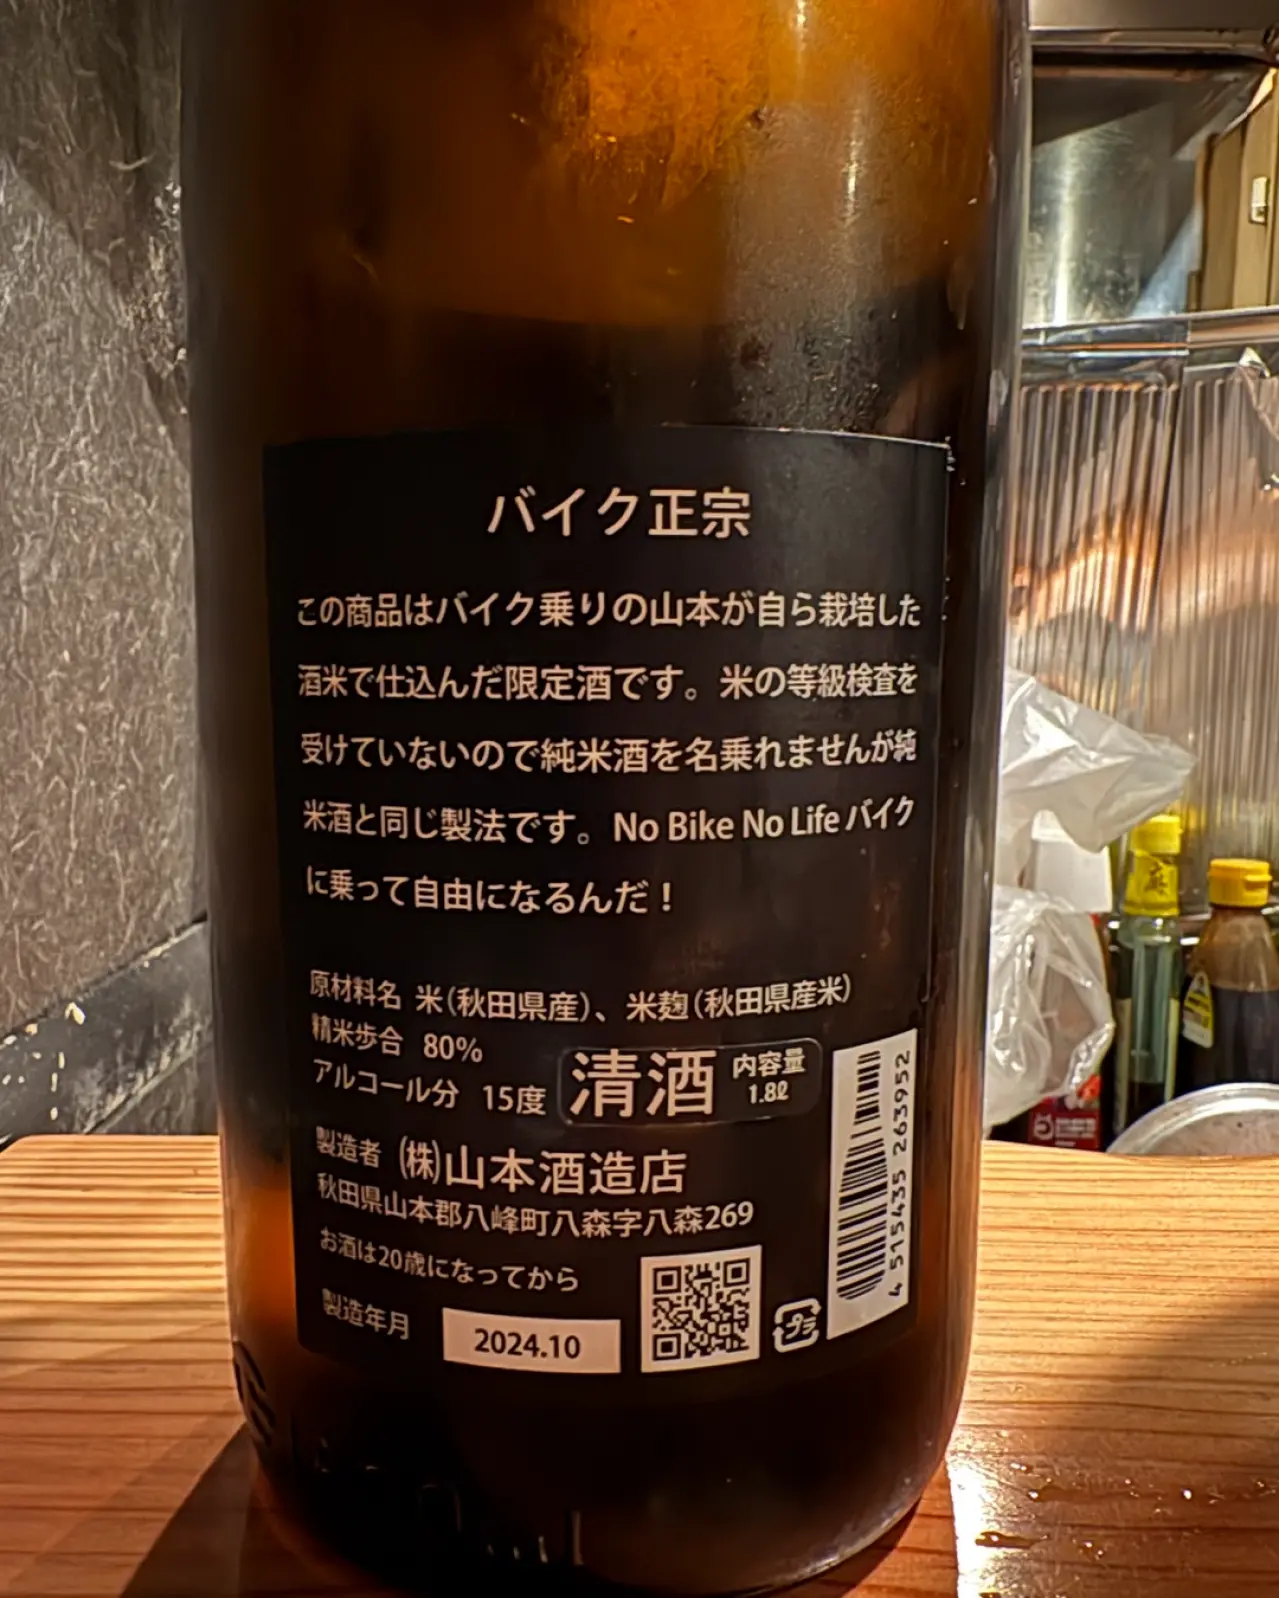 バイク正宗
この商品はバイク乗りの山本が自ら栽培した
酒米で仕込んだ限定酒です。米の等級検査を
受けていないので純米酒を名乗れませんが純
米酒と同じ製法です。No Bike No Life バイク
に乗って自由になるんだ！
原材料名 米（秋田県産）、米麹（秋田県産米）
精米歩合 80%
アルコール分 15度
清酒 内容量
1.8ℓ
製造者 ㈱山本酒造店
秋田県山本郡八峰町八森字八森269
お酒は20歳になってから
製造年月 2024.10
プラ
4 515435 263952